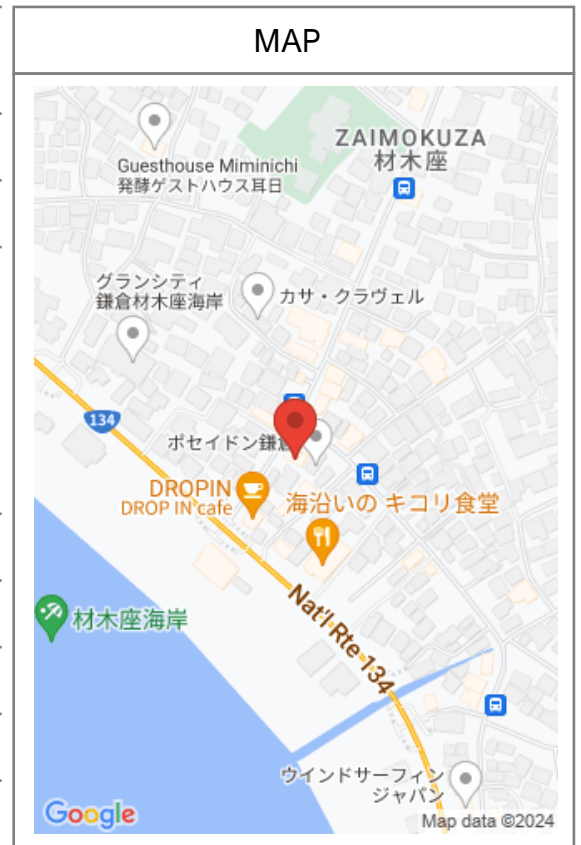 MAP
ZAIMOKUZA
材木座
Guesthouse Miminichi
発酵ゲストハウス耳日
グランシティ
鎌倉材木座海岸
カサ・クラヴェル
134
ポセイドン鎌倉
DROPIN
DROP IN cafe
海沿いの キコリ食堂
Nat'l Rte 134
材木座海岸
ウインドサーフィン
ジャパン
Google
Map data ©2024